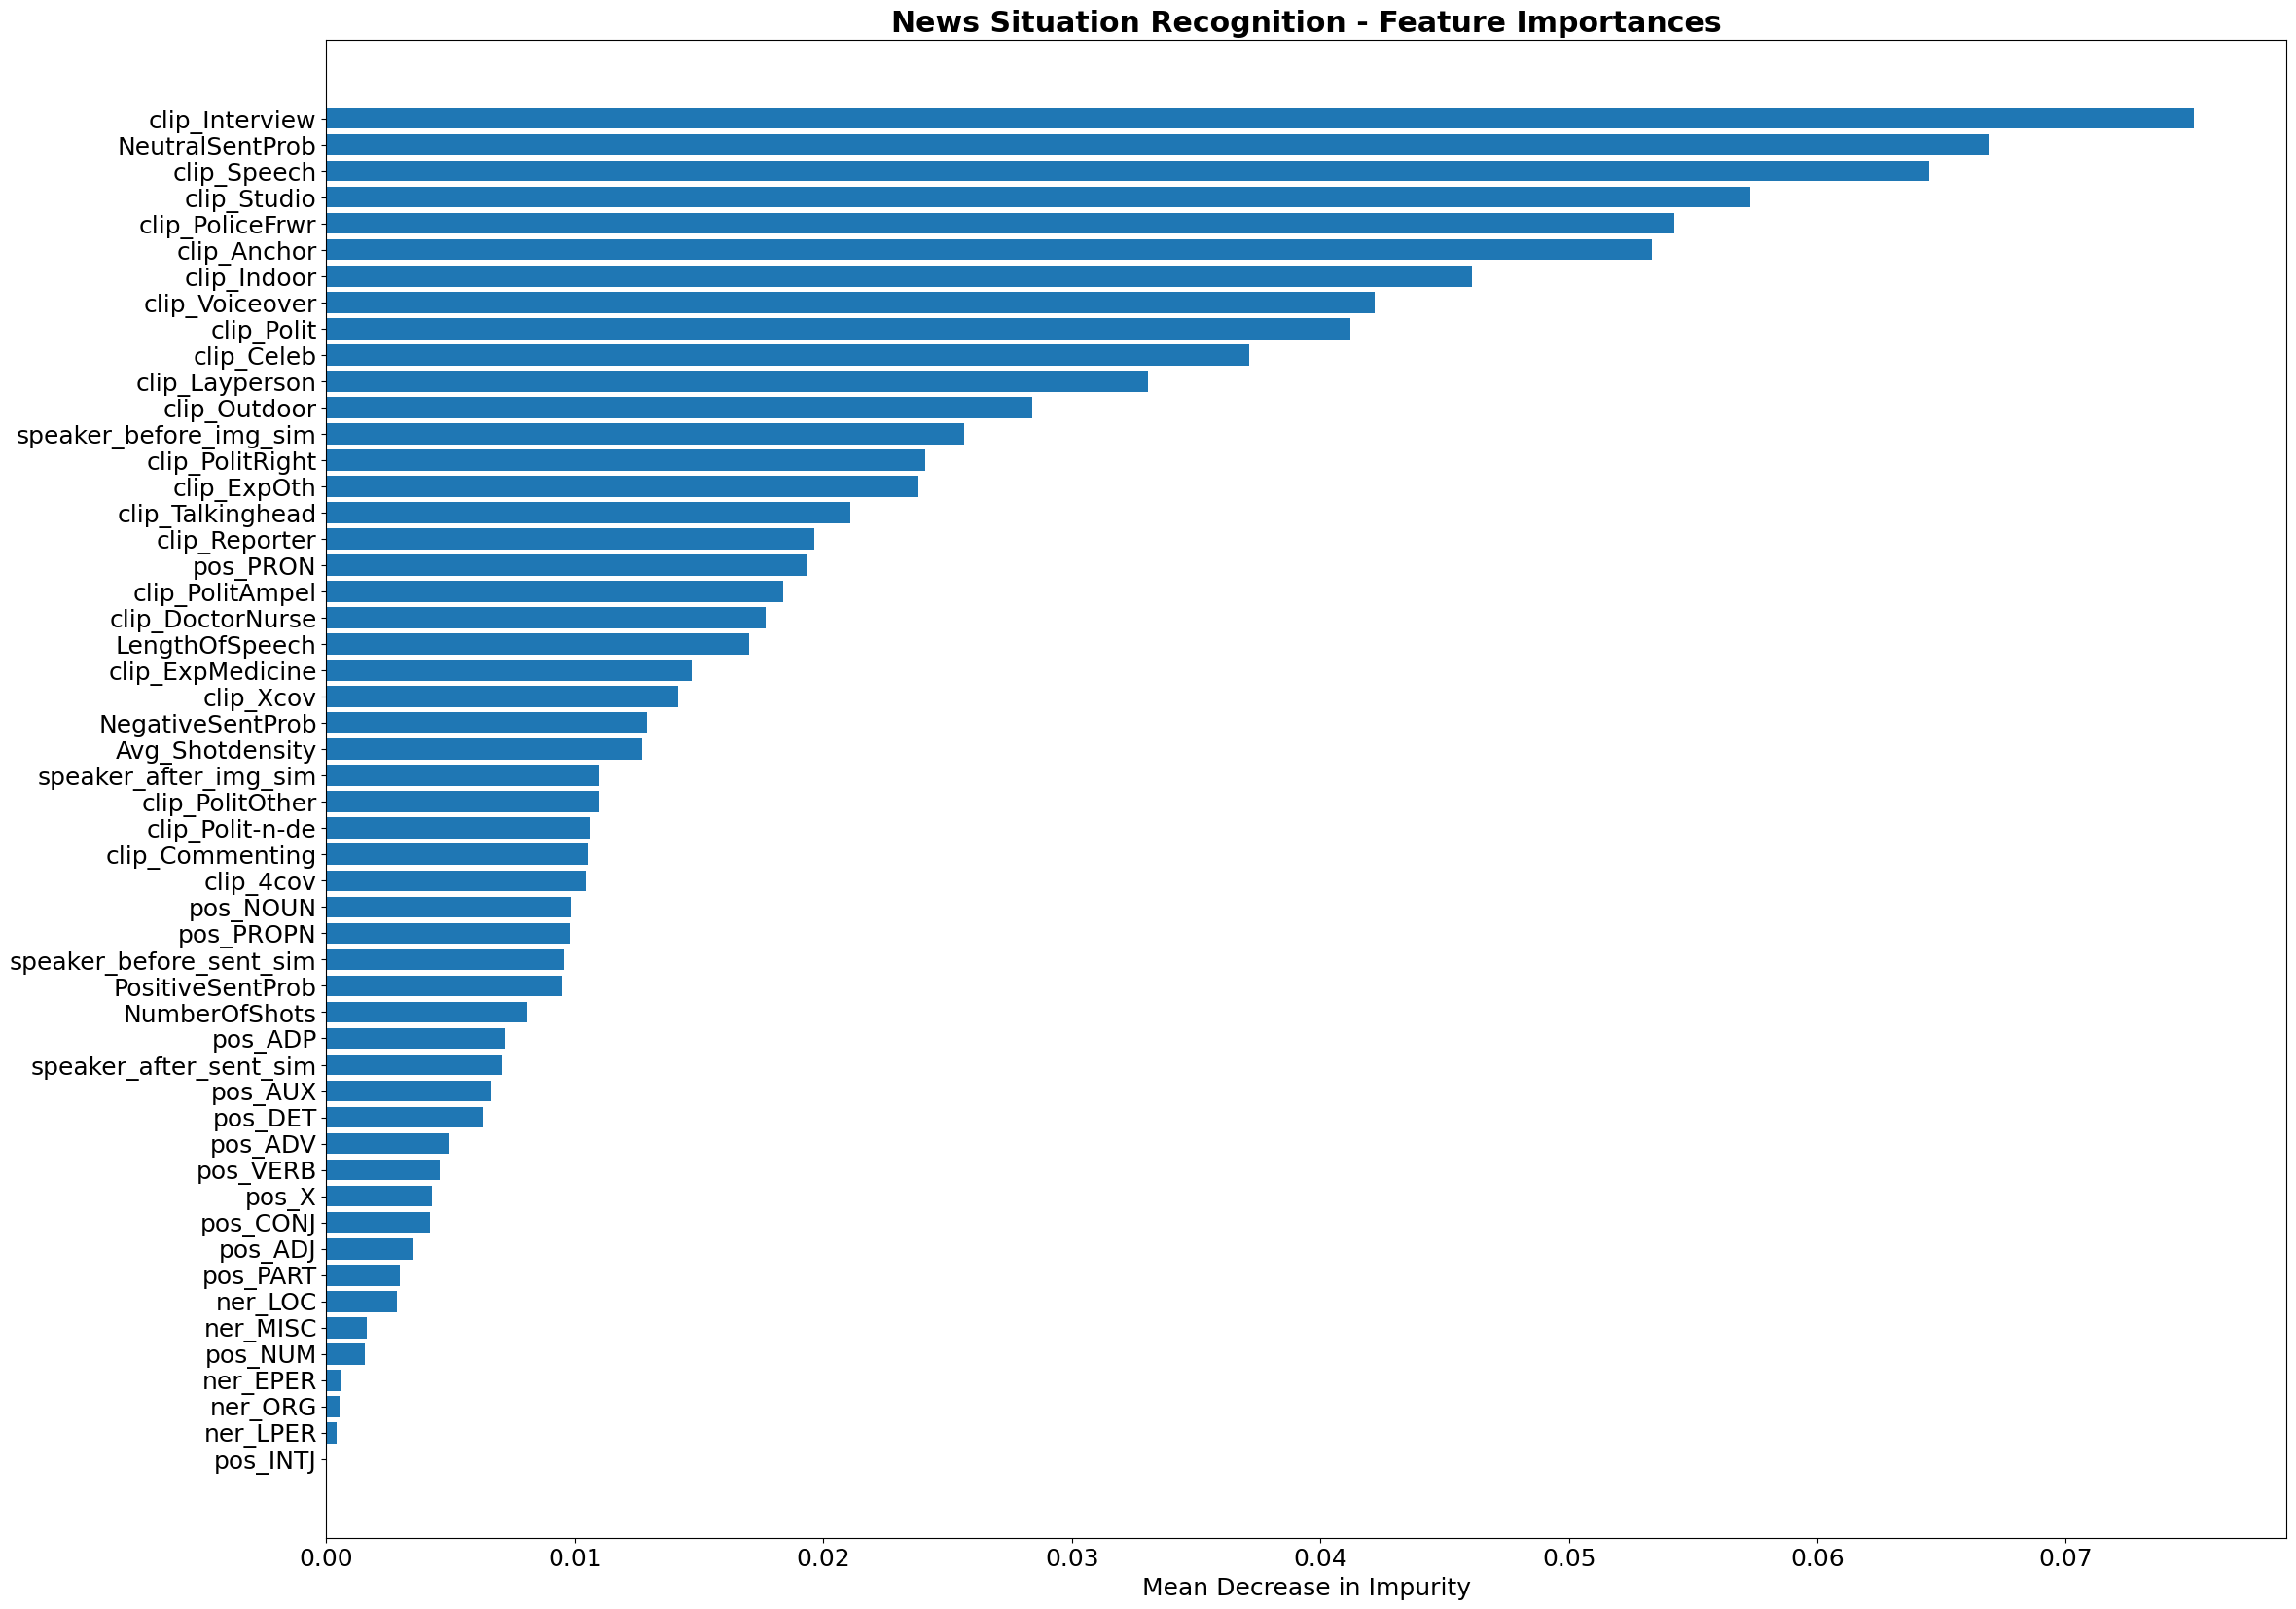 News Situation Recognition - Feature Importances
clip_Interview
NeutralSentProb
clip_Speech
clip_Studio
clip_PoliceFrwr
clip_Anchor
clip_Indoor
clip_Voiceover
clip_Polit
clip_Celeb
clip_Layperson
clip_Outdoor
speaker_before_img_sim
clip_PolitRight
clip_ExpOth
clip_Talkinghead
clip_Reporter
pos_PRON
clip_PolitAmpel
clip_DoctorNurse
LengthOfSpeech
clip_ExpMedicine
clip_Xcov
NegativeSentProb
Avg_Shotdensity
speaker_after_img_sim
clip_PolitOther
clip_Polit-n-de
clip_Commenting
clip_4cov
pos_NOUN
pos_PROPN
speaker_before_sent_sim
PositiveSentProb
NumberOfShots
pos_ADP
speaker_after_sent_sim
pos_AUX
pos_DET
pos_ADV
pos_VERB
pos_X
pos_CONJ
pos_ADJ
pos_PART
ner_LOC
ner_MISC
pos_NUM
ner_EPER
ner_ORG
ner_LPER
pos_INTJ
0.00 0.01 0.02 0.03 0.04 0.05 0.06 0.07
Mean Decrease in Impurity